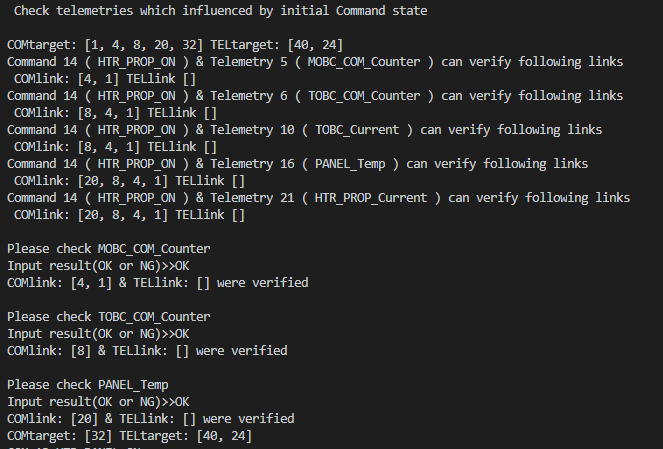 Check telemetries which influenced by initial Command state
COMtarget: [1, 4, 8, 20, 32] TELtarget: [40, 24]
Command 14 ( HTR_PROP_ON ) & Telemetry 5 ( MOBC_COM_Counter ) can verify following links
COMlink: [4, 1] TELlink []
Command 14 ( HTR_PROP_ON ) & Telemetry 6 ( TOBC_COM_Counter ) can verify following links
COMlink: [8, 4, 1] TELlink []
Command 14 ( HTR_PROP_ON ) & Telemetry 10 ( TOBC_Current ) can verify following links
COMlink: [8, 4, 1] TELlink []
Command 14 ( HTR_PROP_ON ) & Telemetry 16 ( PANEL_Temp ) can verify following links
COMlink: [20, 8, 4, 1] TELlink []
Command 14 ( HTR_PROP_ON ) & Telemetry 21 ( HTR_PROP_Current ) can verify following links
COMlink: [20, 8, 4, 1] TELlink []
Please check MOBC_COM_Counter
Input result(OK or NG)>>OK
COMlink: [4, 1] & TELlink: [] were verified
Please check TOBC_COM_Counter
Input result(OK or NG)>>OK
COMlink: [8] & TELlink: [] were verified
Please check PANEL_Temp
Input result(OK or NG)>>OK
COMlink: [20] & TELlink: [] were verified
COMtarget: [32] TELtarget: [40, 24]